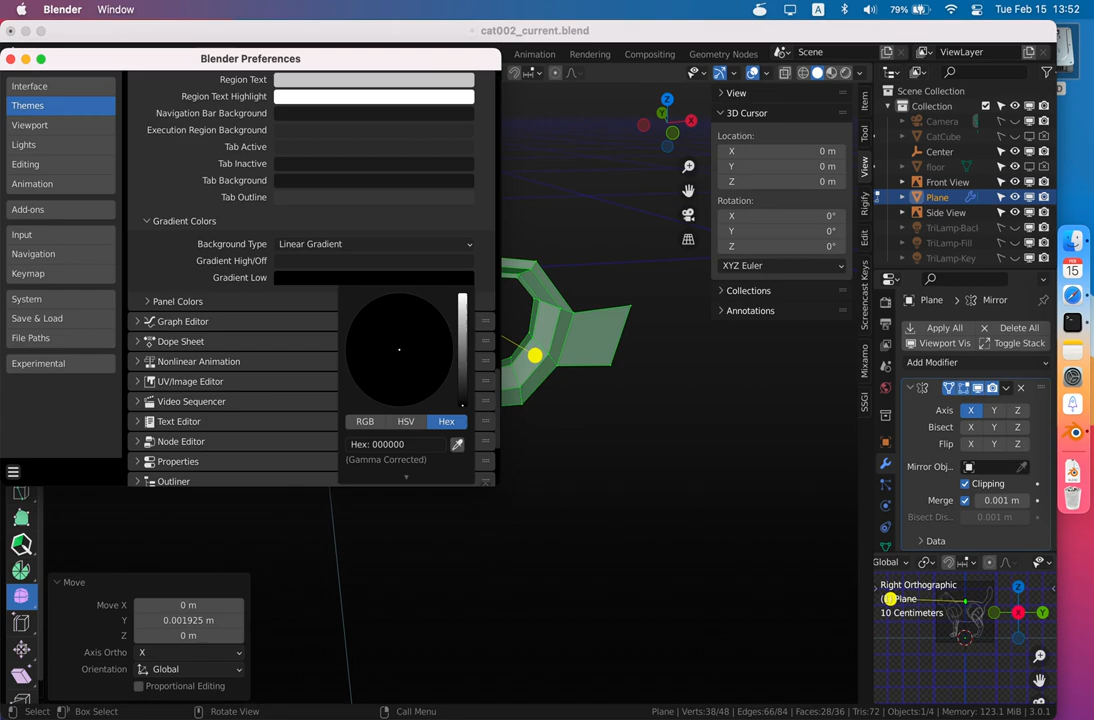 Blender Window A 79% Tue Feb 15 13:52
cat002_current.blend
Blender Preferences
Animation Rendering Compositing Geometry Nodes Scene ViewLayer
Interface
Themes
Viewport
Lights
Editing
Animation
Add-ons
Input
Navigation
Keymap
System
Save & Load
File Paths
Experimental
Region Text
Region Text Highlight
Navigation Bar Background
Execution Region Background
Tab Active
Tab Inactive
Tab Background
Tab Outline
Gradient Colors
Background Type Linear Gradient
Gradient High/Off
Gradient Low
Panel Colors
Graph Editor
Dope Sheet
Nonlinear Animation
UV/Image Editor
Video Sequencer
Text Editor
Node Editor
Properties
Outliner
RGB HSV Hex
Hex: 000000
(Gamma Corrected)
X
Y
Z
View
3D Cursor
Location:
X 0 m
Y 0 m
Z 0 m
Rotation:
X 0°
Y 0°
Z 0°
XYZ Euler
Collections
Annotations
Item
Tool
View
Rigify
Edit
Screencast Keys
Mixamo
SSGI
Scene Collection
Collection
Camera
CatCube
Center
floor
Front View
Plane
Side View
TriLamp-Back
TriLamp-Fill
TriLamp-Key
Plane Mirror
Apply All Delete All
Viewport Vis Toggle Stack
Add Modifier
Axis X Y Z
Bisect X Y Z
Flip X Y Z
Mirror Obj...
Clipping
Merge 0.001 m
Bisect Dis... 0.001 m
Data
FEB
15
Global
Right Orthographic
Plane
10 Centimeters
Z
X
Y
Move
Move X 0 m
Y 0.001925 m
Z 0 m
Axis Ortho X
Orientation Global
Proportional Editing
Select Box Select Rotate View Call Menu Plane | Verts:38/48 | Edges:66/84 | Faces:28/36 | Tris:72 | Objects:1/4 | Memory: 123.1 MiB | 3.0.1